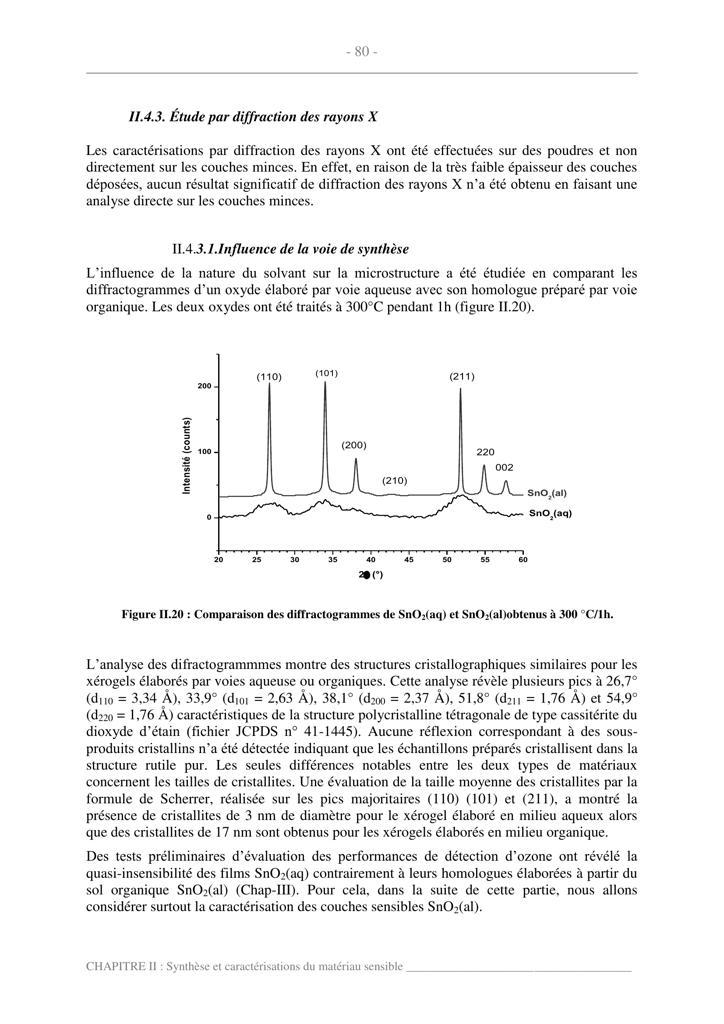 - 80 -
II.4.3. Étude par diffraction des rayons X
Les caractérisations par diffraction des rayons X ont été effectuées sur des poudres et non
directement sur les couches minces. En effet, en raison de la très faible épaisseur des couches
déposées, aucun résultat significatif de diffraction des rayons X n’a été obtenu en faisant une
analyse directe sur les couches minces.
II.4.3.1.Influence de la voie de synthèse
L’influence de la nature du solvant sur la microstructure a été étudiée en comparant les
diffractogrammes d’un oxyde élaboré par voie aqueuse avec son homologue préparé par voie
organique. Les deux oxydes ont été traités à 300°C pendant 1h (figure II.20).
(110) (101) (211)
200
(200)
100
220
002
(210)
SnO2(al)
SnO2(aq)
0
Intensité (counts)
20 25 30 35 40 45 50 55 60
2 (°)
Figure II.20 : Comparaison des diffractogrammes de SnO2(aq) et SnO2(al)obtenus à 300 °C/1h.
L’analyse des difractogrammmes montre des structures cristallographiques similaires pour les
xérogels élaborés par voies aqueuse ou organiques. Cette analyse révèle plusieurs pics à 26,7°
(d110 = 3,34 Å), 33,9° (d101 = 2,63 Å), 38,1° (d200 = 2,37 Å), 51,8° (d211 = 1,76 Å) et 54,9°
(d220 = 1,76 Å) caractéristiques de la structure polycristalline tétragonale de type cassitérite du
dioxyde d’étain (fichier JCPDS n° 41-1445). Aucune réflexion correspondant à des sous-
produits cristallins n’a été détectée indiquant que les échantillons préparés cristallisent dans la
structure rutile pur. Les seules différences notables entre les deux types de matériaux
concernent les tailles de cristallites. Une évaluation de la taille moyenne des cristallites par la
formule de Scherrer, réalisée sur les pics majoritaires (110) (101) et (211), a montré la
présence de cristallites de 3 nm de diamètre pour le xérogel élaboré en milieu aqueux alors
que des cristallites de 17 nm sont obtenus pour les xérogels élaborés en milieu organique.
Des tests préliminaires d’évaluation des performances de détection d’ozone ont révélé la
quasi-insensibilité des films SnO2(aq) contrairement à leurs homologues élaborées à partir du
sol organique SnO2(al) (Chap-III). Pour cela, dans la suite de cette partie, nous allons
considérer surtout la caractérisation des couches sensibles SnO2(al).
CHAPITRE II : Synthèse et caractérisations du matériau sensible